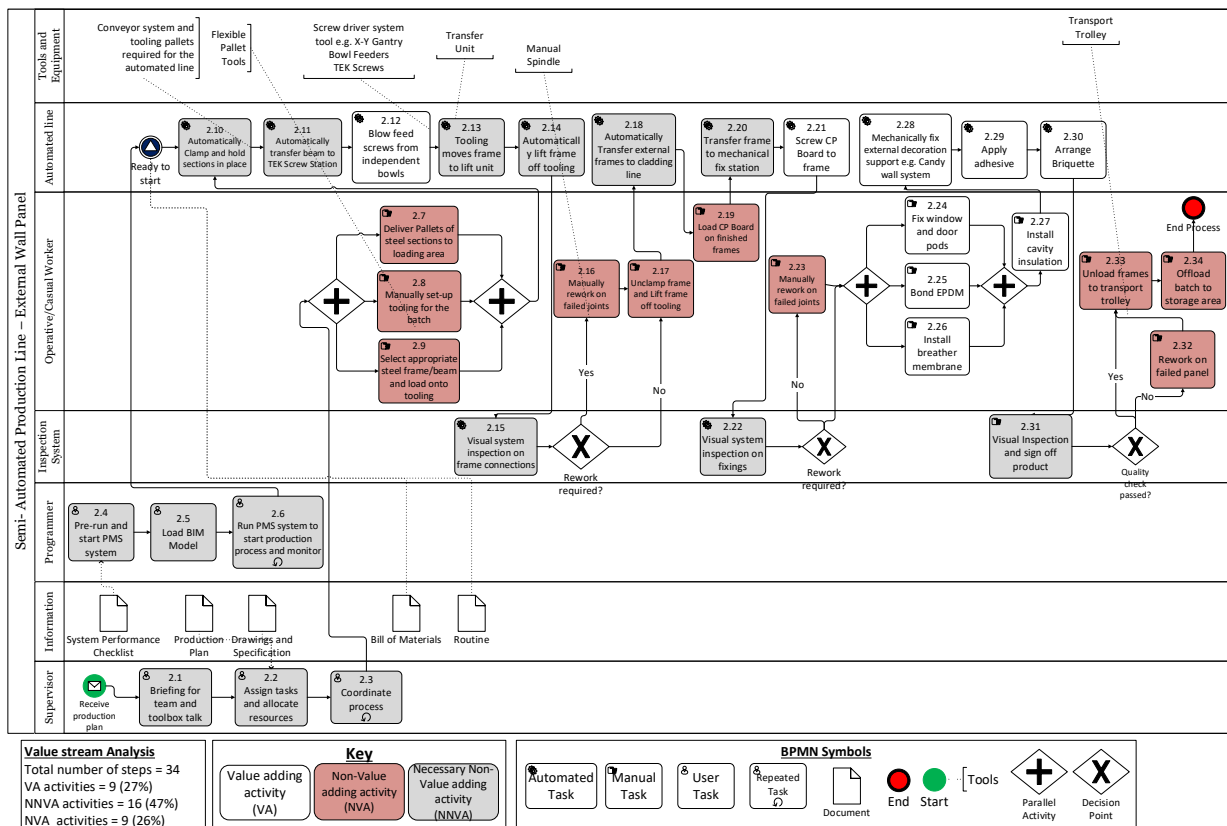 Semi- Automated Production Line – External Wall Panel
Tools and
Equipment
Conveyor system and
tooling pallets
required for the
automated line
Flexible
Pallet
Tools
Screw driver system
tool e.g. X-Y Gantry
Bowl Feeders
TEK Screws
Transfer
Unit
Manual
Spindle
Transport
Trolley
Automated line
Ready to
start
2.10
Automatically
Clamp and hold
sections in place
2.11
Automatically
transfer beam to
TEK Screw Station
2.12
Blow feed
screws from
independent
bowls
2.13
Tooling
moves frame
to lift unit
2.14
Automaticall
y lift frame
off tooling
2.18
Automatically
Transfer external
frames to cladding
line
2.20
Transfer frame
to mechanical
fix station
2.21
Screw CP
Board to
frame
2.28
Mechanically fix
external decoration
support e.g. Candy
wall system
2.29
Apply
adhesive
2.30
Arrange
Briquette
Operative/Casual Worker
2.7
Deliver Pallets of
steel sections to
loading area
2.8
Manually set-up
tooling for the
batch
2.9
Select appropriate
steel frame/beam
and load onto
tooling
2.16
Manually
rework on
failed joints
2.17
Unclamp frame
and Lift frame
off tooling
2.19
Load CP Board
on finished
frames
2.23
Manually
rework on
failed joints
2.24
Fix window
and door
pods
2.25
Bond EPDM
2.26
Install
breather
membrane
2.27
Install
cavity
insulation
2.33
Unload frames
to transport
trolley
2.34
Offload
batch to
storage area
End Process
2.32
Rework on
failed panel
Yes
No
No
Yes
No
Inspection
System
2.15
Visual system
inspection on
frame connections
Rework
required?
2.22
Visual system
inspection on
fixings
Rework
required?
2.31
Visual Inspection
and sign off
product
Quality
check
passed?
Programmer
2.4
Pre-run and
start PMS
system
2.5
Load BIM
Model
2.6
Run PMS system to
start production
process and monitor
Information
System Performance
Checklist
Production
Plan
Drawings and
Specification
Bill of Materials
Routine
Supervisor
Receive
production
plan
2.1
Briefing for
team and
toolbox talk
2.2
Assign tasks
and allocate
resources
2.3
Coordinate
process
Value stream Analysis
Total number of steps = 34
VA activities = 9 (27%)
NNVA activities = 16 (47%)
NVA activities = 9 (26%)
Key
Value adding
activity
(VA)
Non-Value
adding activity
(NVA)
Necessary Non-
Value adding
activity
(NNVA)
BPMN Symbols
Automated
Task
Manual
Task
User
Task
Repeated
Task
Document
End
Start
Tools
Parallel
Activity
Decision
Point